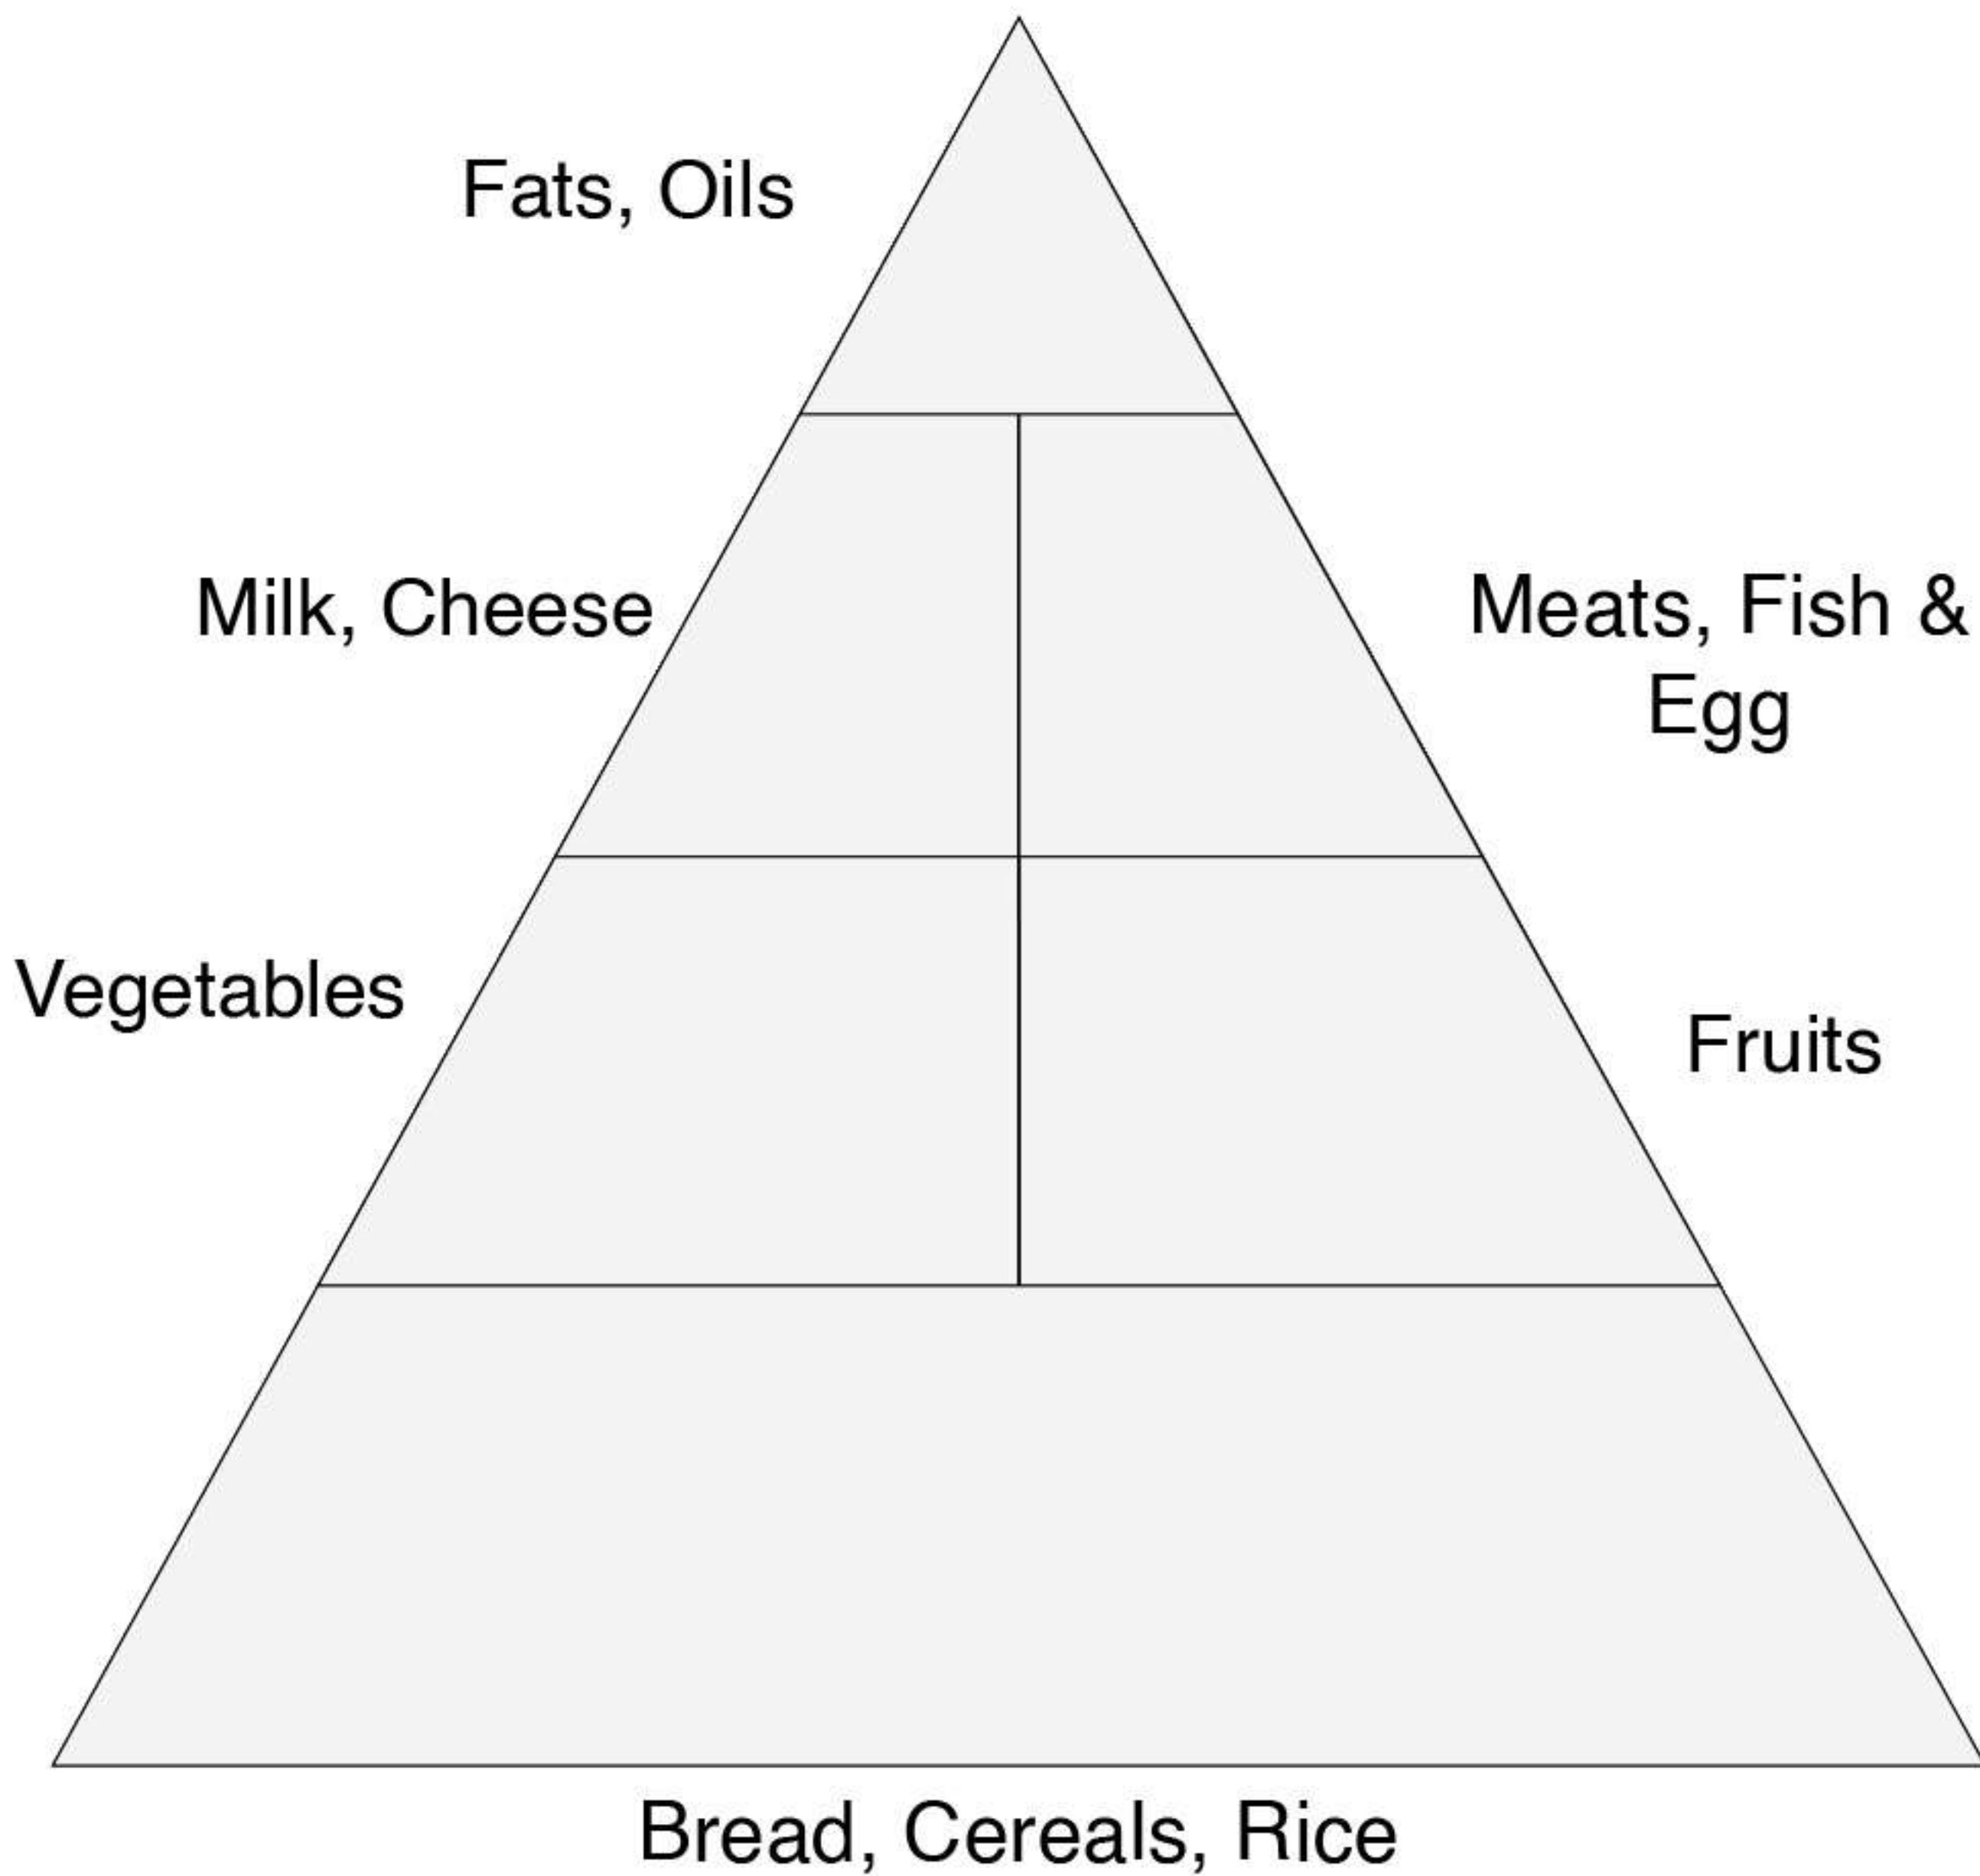 Fats, Oils
Milk, Cheese
Meats, Fish &
Egg
Vegetables
Fruits
Bread, Cereals, Rice